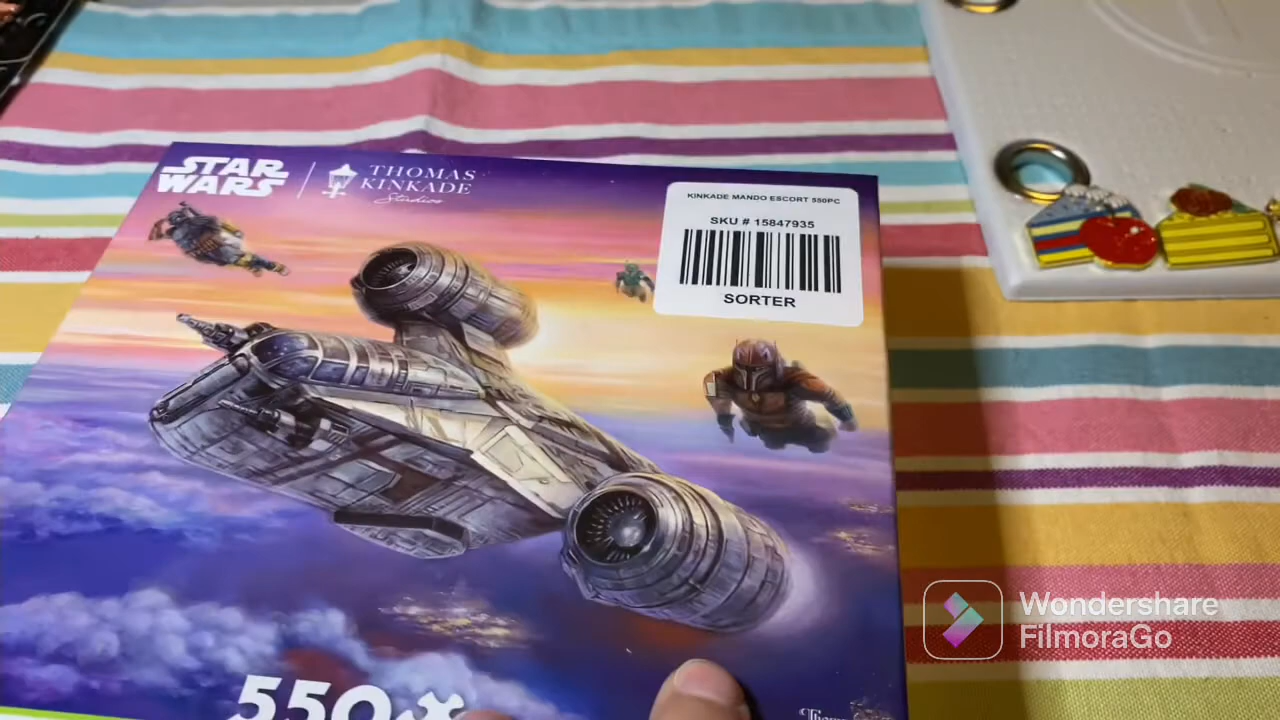 STAR
WARS
THOMAS
KINKADE
Studios
KINKADE MANDO ESCORT 550PC
SKU # 15847935
SORTER
550
Wondershare
FilmoraGo